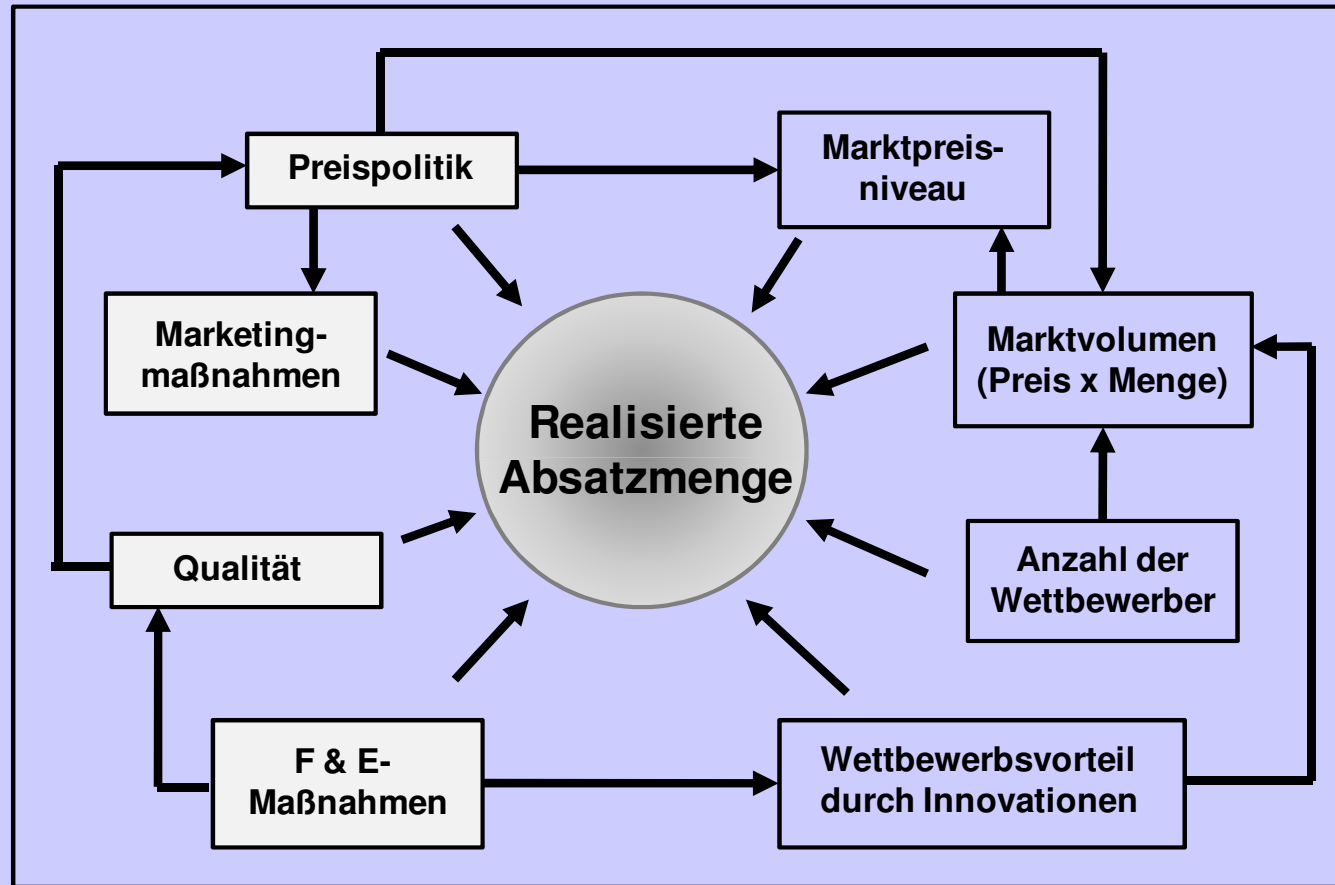 Preispolitik
Marktpreis-
niveau
Marketing-
maßnahmen
Marktvolumen
(Preis x Menge)
Realisierte
Absatzmenge
Qualität
Anzahl der
Wettbewerber
F & E-
Maßnahmen
Wettbewerbsvorteil
durch Innovationen